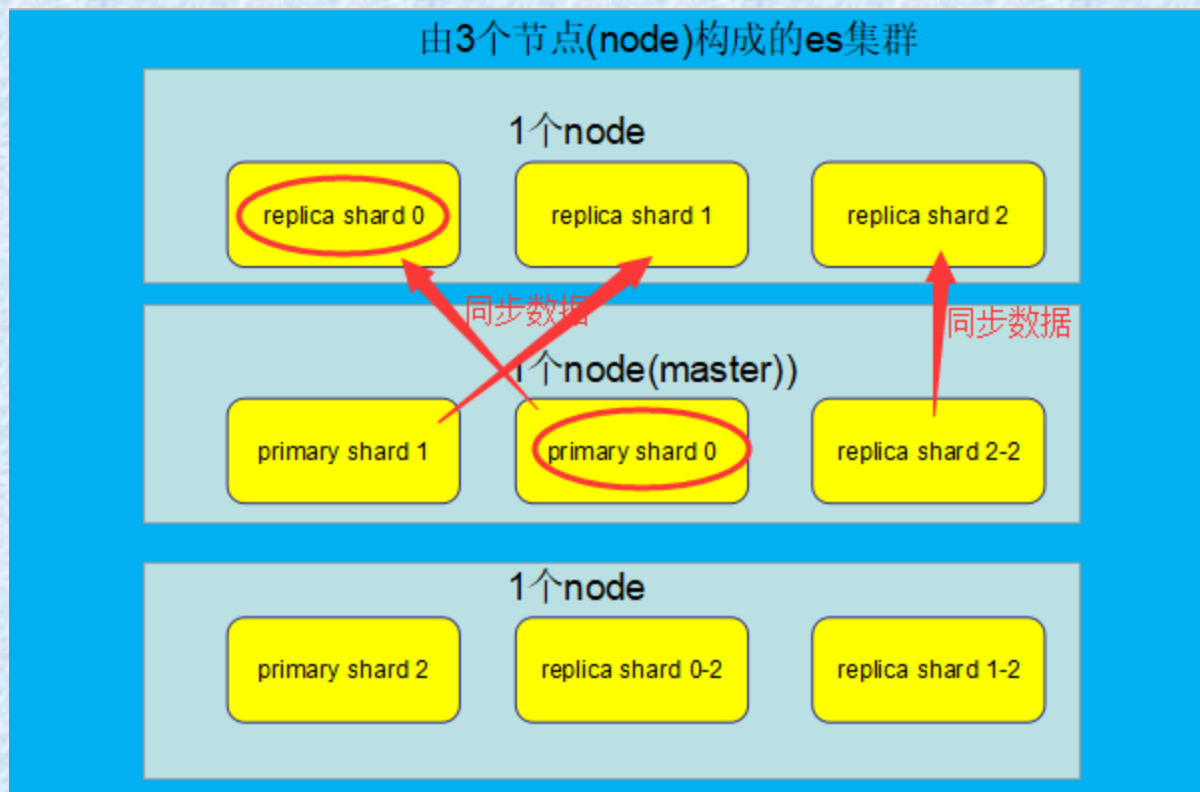 由3个节点(node)构成的es集群
1个node
replica shard 0
replica shard 1
replica shard 2
同步数据
同步数据
1个node(master))
primary shard 1
primary shard 0
replica shard 2-2
1个node
primary shard 2
replica shard 0-2
replica shard 1-2